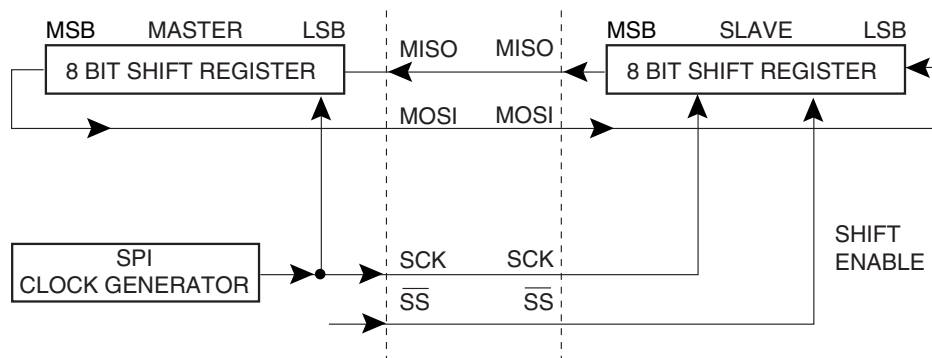 MSB MASTER LSB
8 BIT SHIFT REGISTER
MISO MISO
MSB SLAVE LSB
8 BIT SHIFT REGISTER
MOSI MOSI
SPI
CLOCK GENERATOR
SCK SCK
SS SS
SHIFT
ENABLE